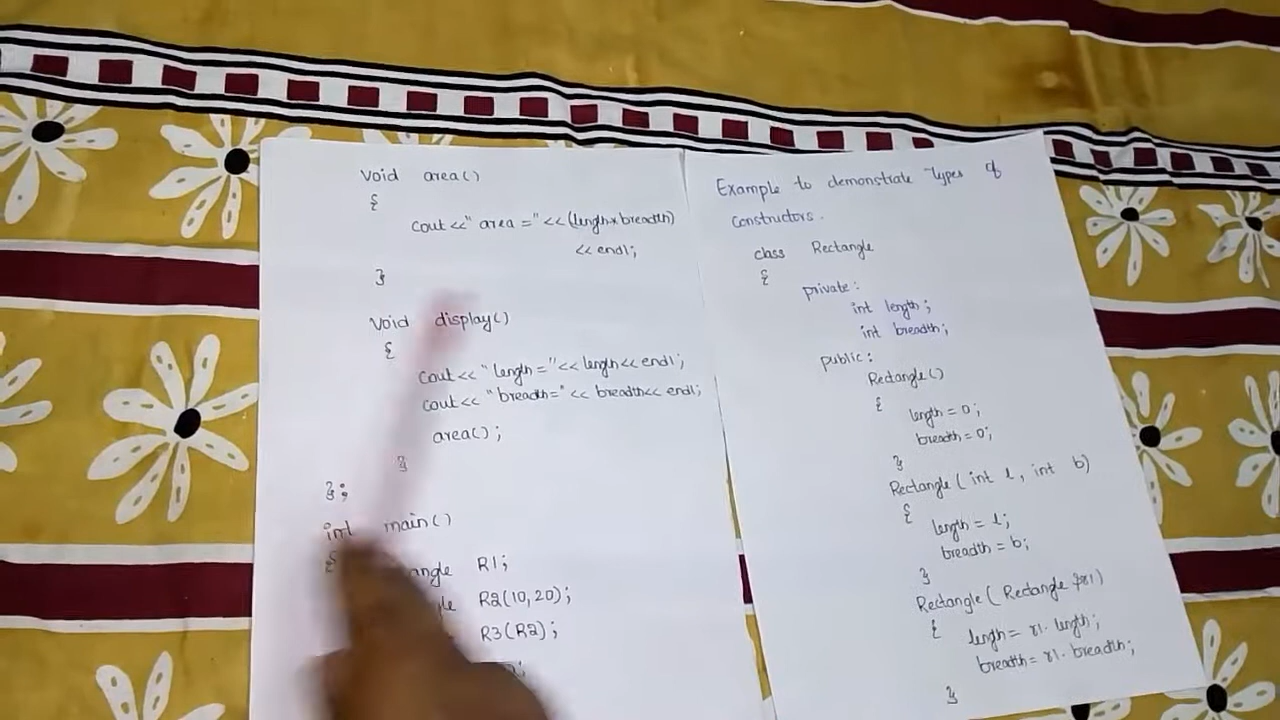 Example to demonstrate Types of
constructors.
class Rectangle
{
private:
int length;
int breadth;
public:
Rectangle()
{
length=0;
breadth=0;
}
Rectangle(int l, int b)
{
length=l;
breadth=b;
}
Rectangle(Rectangle &r1)
{
length=r1.length;
breadth=r1.breadth;
}
Void area()
{
cout<<"area="<<(length*breadth)
<<endl;
}
Void display()
{
cout<<"length="<<length<<endl;
cout<<"breadth="<<breadth<<endl;
area();
}
};
int main()
{
R1;
R2(10,20);
R3(R2);